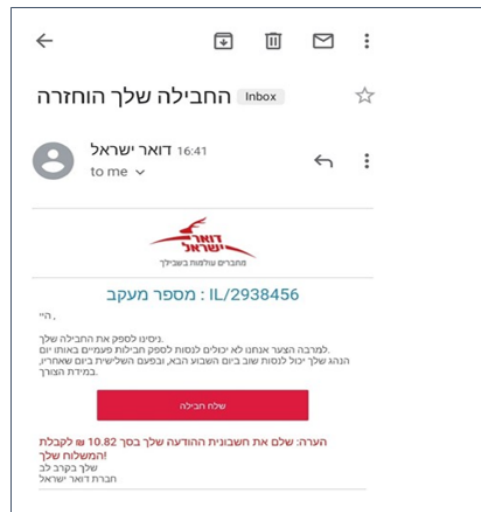 החבילה שלך הוחזרה Inbox
דואר ישראל 16:41
to me
דואר
ישראל
מחברים עולמות בשבילך
מספר מעקב : IL/2938456
היי ,
ניסינו לספק את החבילה שלך.
למרבה הצער אנחנו לא יכולים לנסות לספק חבילות פעמיים באותו יום.
הנהג שלך יכול לנסות שוב ביום השבוע הבא, ובפעם השלישית ביום שאחריו,
במידת הצורך.
שלח חבילה
הערה: שלם את חשבונית ההודעה שלך בסך 10.82 ₪ לקבלת
המשלוח שלך!
שלך בקרב לב
חברת דואר ישראל